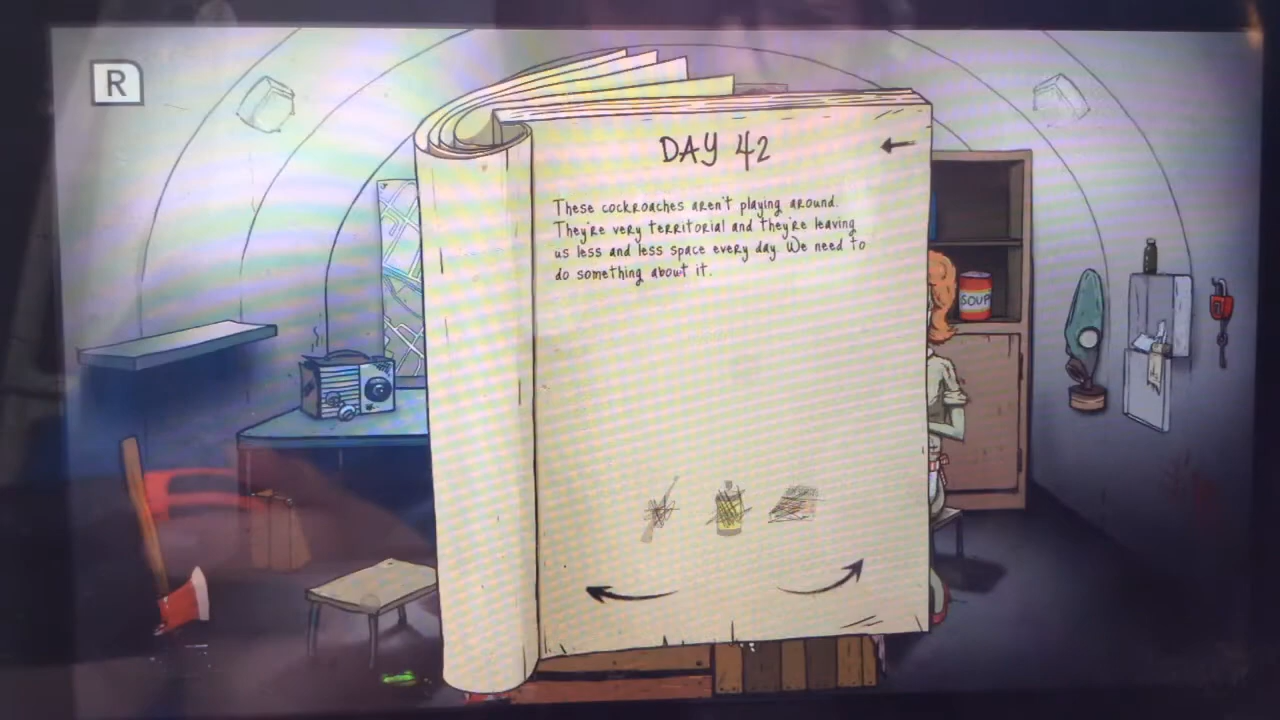 R
DAY 42
These cockroaches aren't playing around.
They're very territorial and they're leaving
us less and less space every day. We need to
do something about it.
SOUP